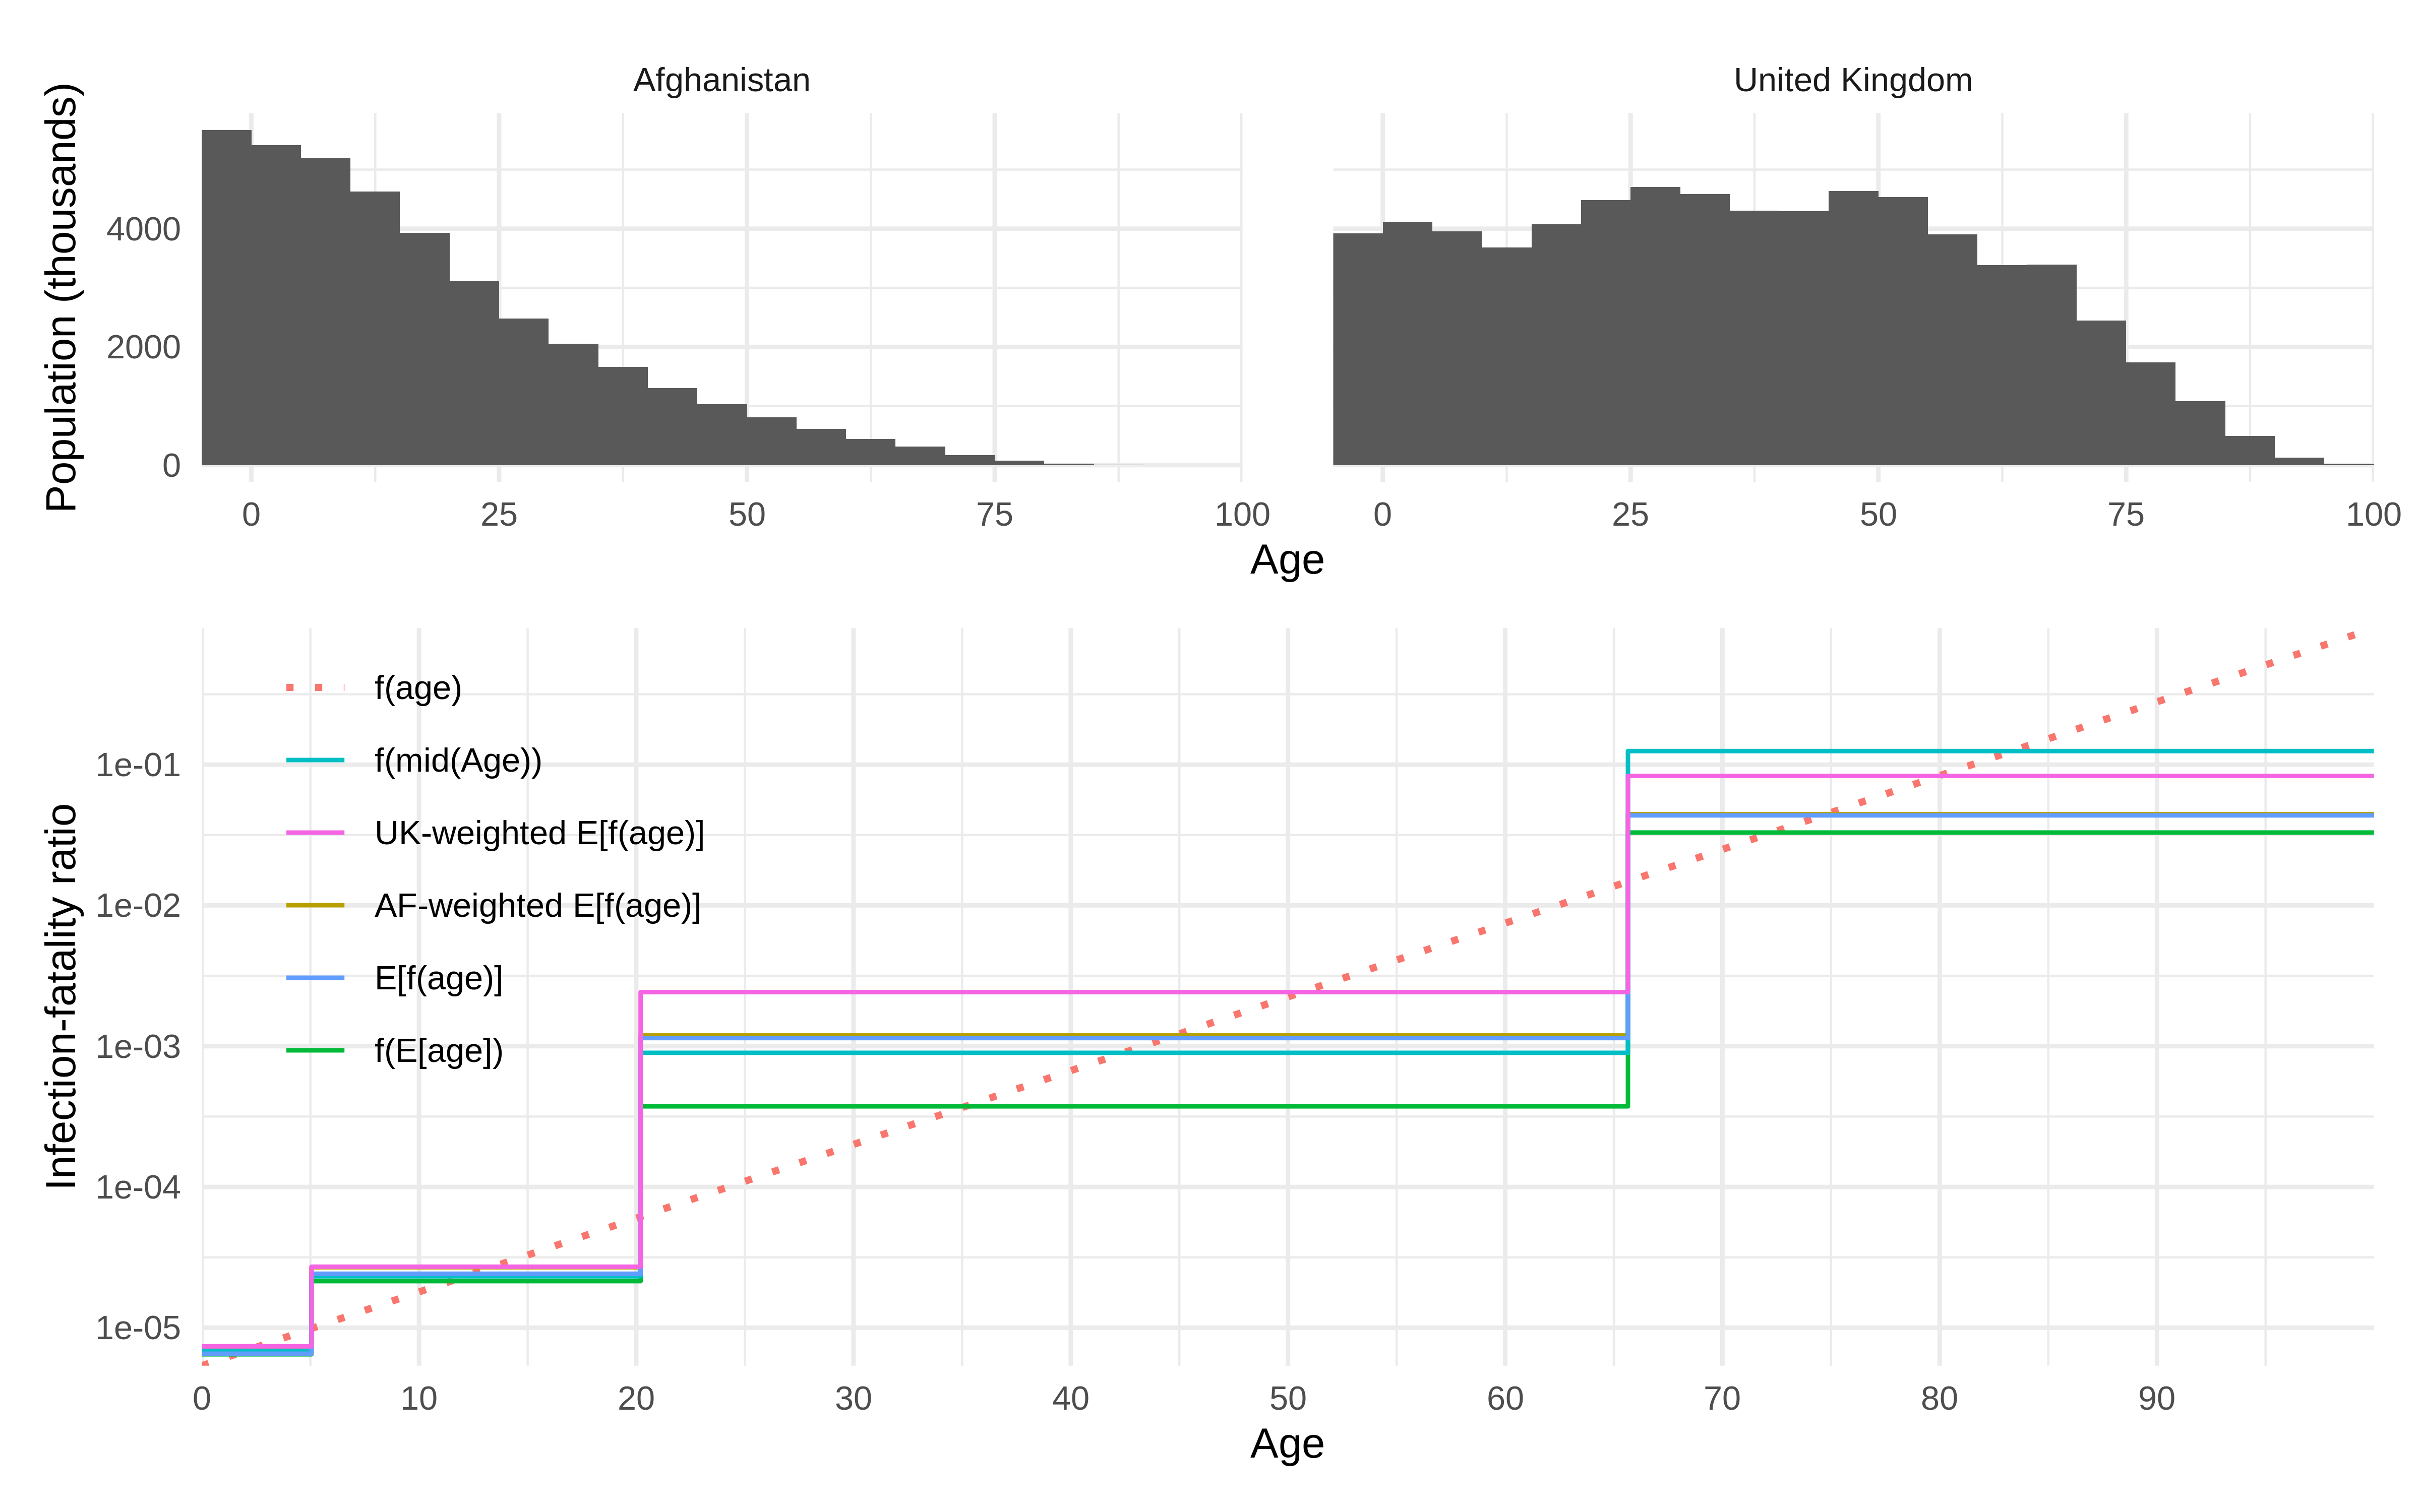 Afghanistan
United Kingdom
Population (thousands)
4000
2000
0
0 25 50 75 100
0 25 50 75 100
Age
Infection-fatality ratio
1e-01
1e-02
1e-03
1e-04
1e-05
f(age)
f(mid(Age))
UK-weighted E[f(age)]
AF-weighted E[f(age)]
E[f(age)]
f(E[age])
0 10 20 30 40 50 60 70 80 90
Age